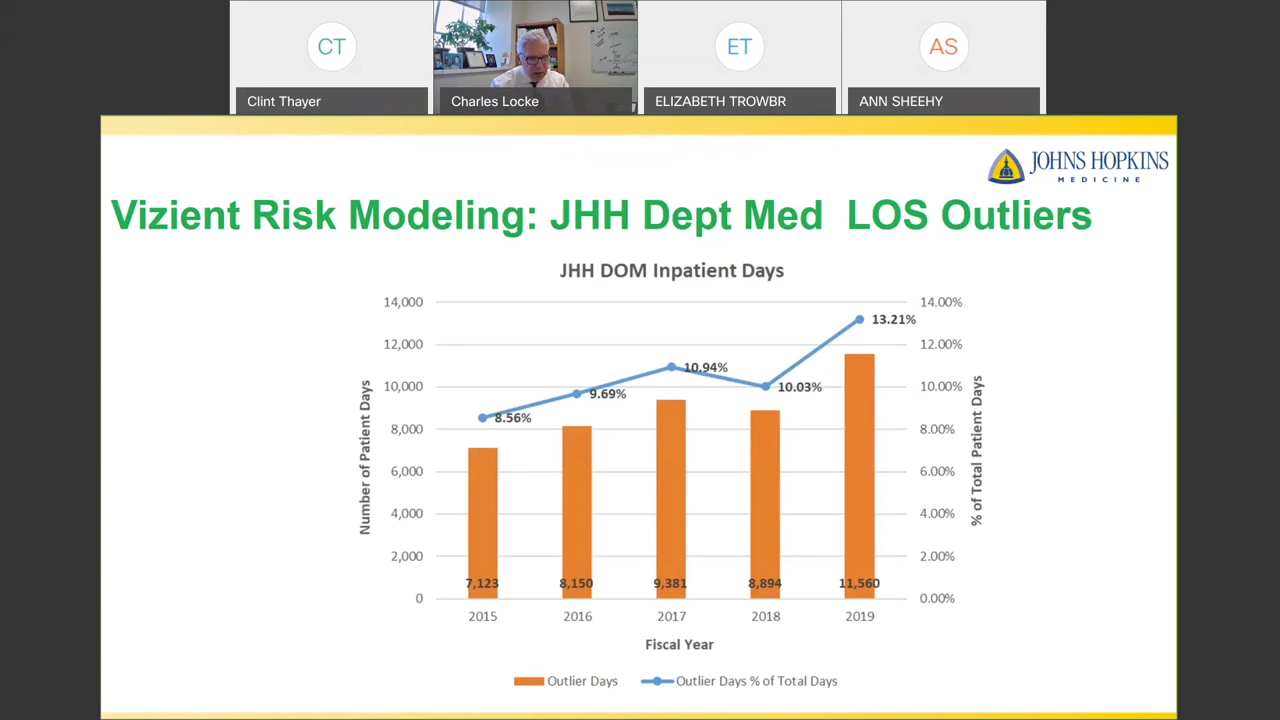 CT
ET
AS
Clint Thayer
Charles Locke
ELIZABETH TROWBR
ANN SHEEHY
JOHNS HOPKINS
MEDICINE
Vizient Risk Modeling: JHH Dept Med LOS Outliers
JHH DOM Inpatient Days
14,000
12,000
10,000
8,000
6,000
4,000
2,000
0
Number of Patient Days
8.56%
9.69%
10.94%
10.03%
13.21%
7,123
8,150
9,381
8,894
11,560
14.00%
12.00%
10.00%
8.00%
6.00%
4.00%
2.00%
0.00%
% of Total Patient Days
2015 2016 2017 2018 2019
Fiscal Year
Outlier Days Outlier Days % of Total Days